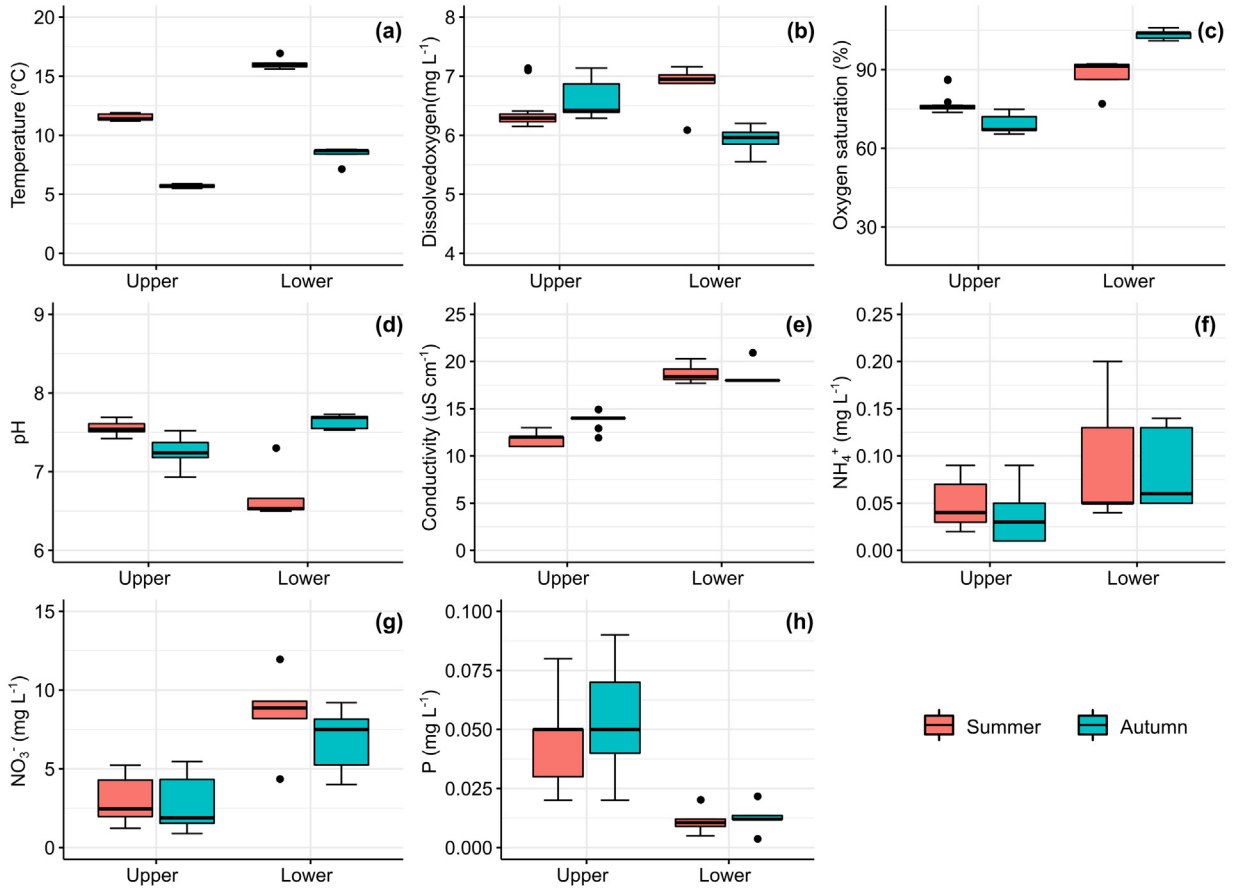 (a)
Temperature (°C)
20
15
10
5
0
Upper Lower
(b)
Dissolvedoxygen(mg L⁻¹)
8
7
6
5
4
Upper Lower
(c)
Oxygen saturation (%)
90
60
30
Upper Lower
(d)
pH
9
8
7
6
Upper Lower
(e)
Conductivity (uS cm⁻¹)
25
20
15
10
5
0
Upper Lower
(f)
NH₄⁺ (mg L⁻¹)
0.25
0.20
0.15
0.10
0.05
0.00
Upper Lower
(g)
NO₃⁻ (mg L⁻¹)
15
10
5
0
Upper Lower
(h)
P (mg L⁻¹)
0.100
0.075
0.050
0.025
0.000
Upper Lower
Summer Autumn